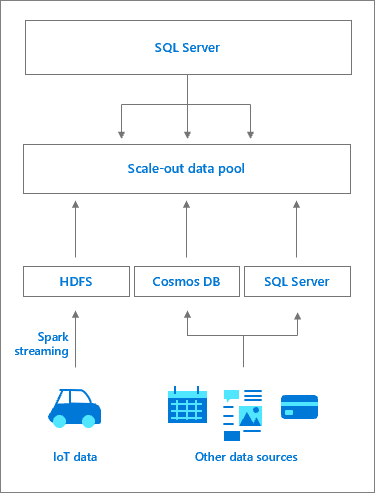 SQL Server
Scale-out data pool
HDFS
Cosmos DB
SQL Server
Spark
streaming
IoT data
Other data sources